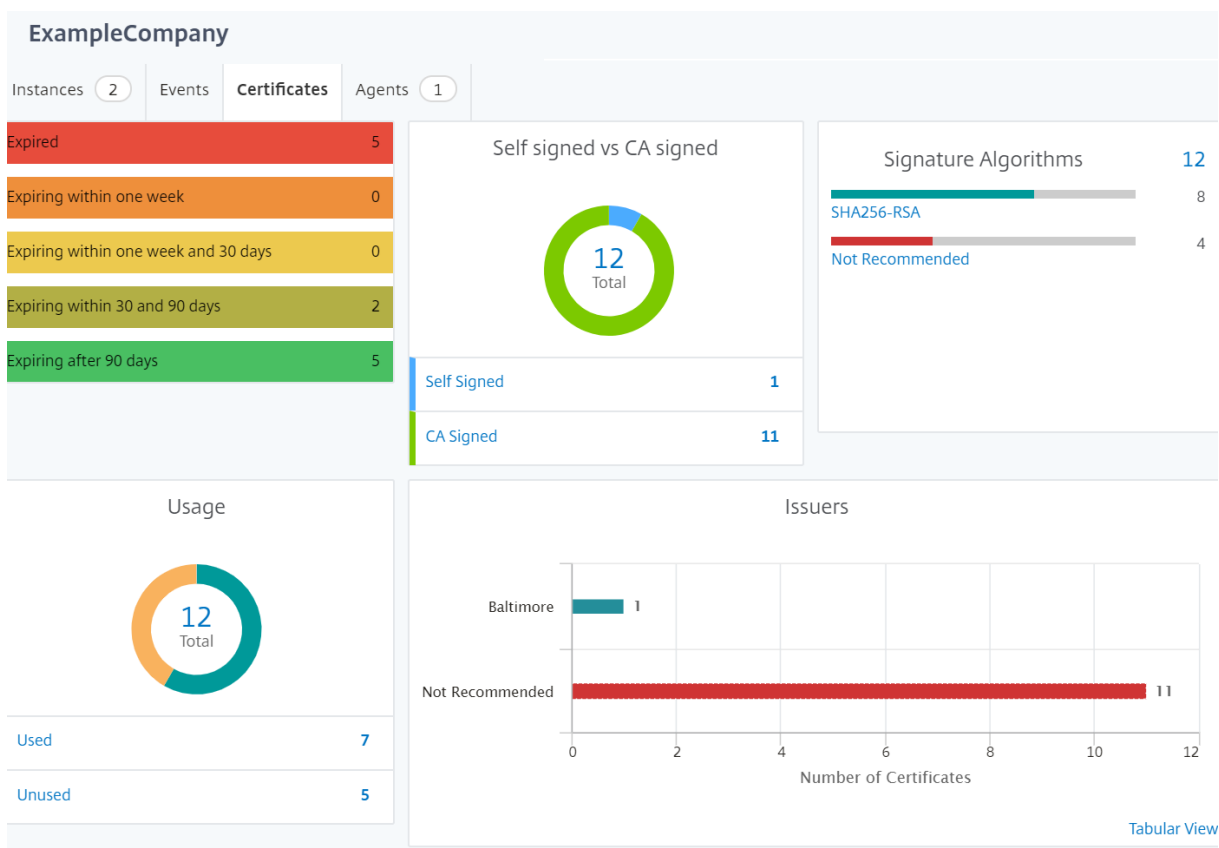 ExampleCompany
Instances 2 Events Certificates Agents 1
Expired 5
Expiring within one week 0
Expiring within one week and 30 days 0
Expiring within 30 and 90 days 2
Expiring after 90 days 5
Self signed vs CA signed
12
Total
Self Signed 1
CA Signed 11
Signature Algorithms 12
8
SHA256-RSA
4
Not Recommended
Usage
12
Total
Used 7
Unused 5
Issuers
Baltimore 1
Not Recommended 11
0 2 4 6 8 10 12
Number of Certificates
Tabular View